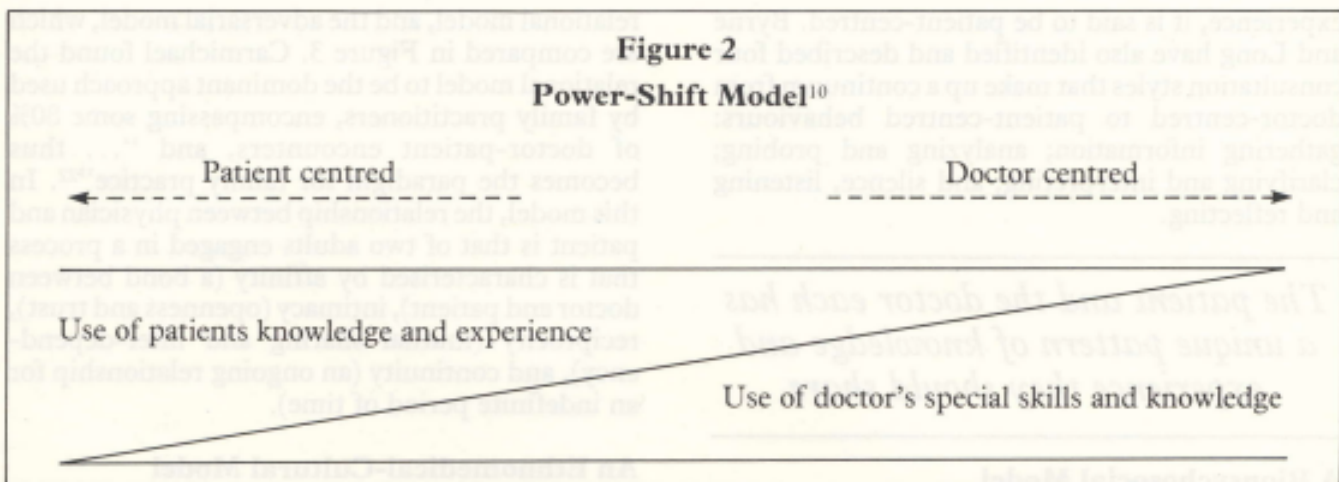 Figure 2
Power-Shift Model¹⁰
Patient centred Doctor centred
Use of patients knowledge and experience
Use of doctor's special skills and knowledge